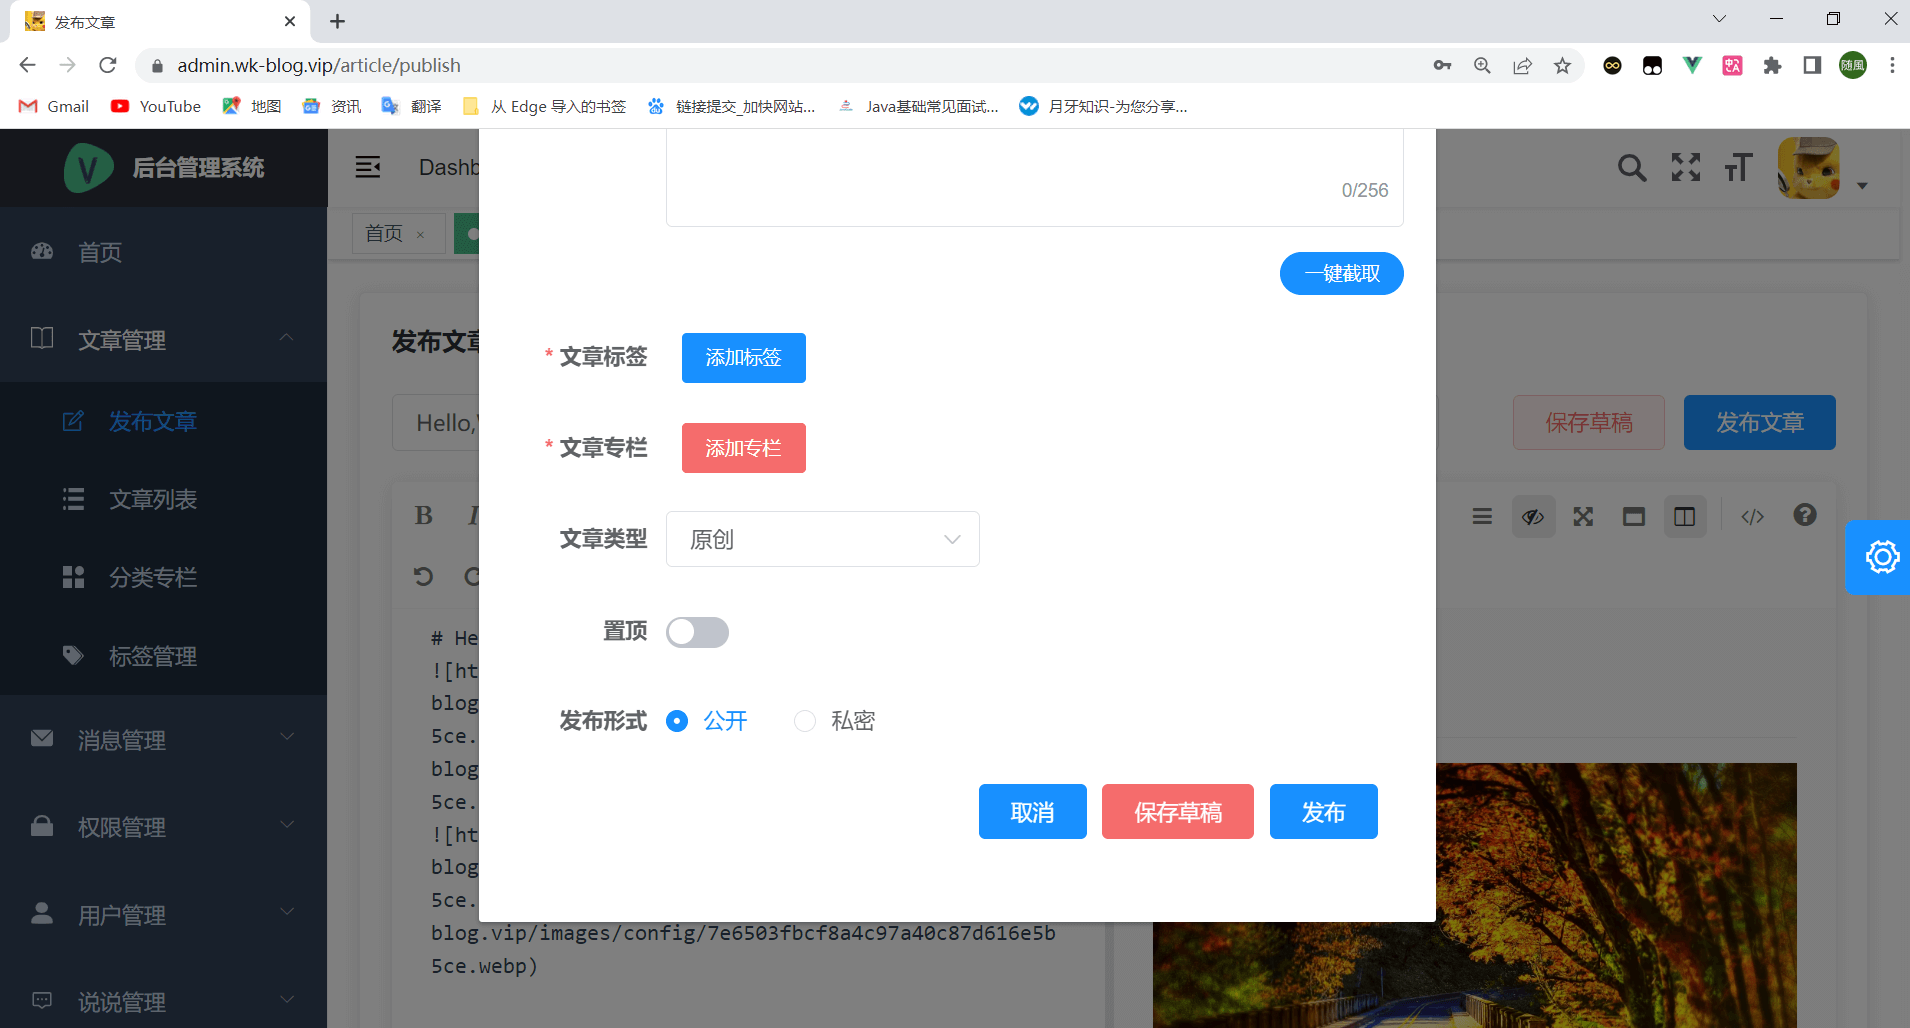 发布文章
admin.wk-blog.vip/article/publish
随風
Gmail
YouTube
地图
资讯
翻译
从 Edge 导入的书签
链接提交_加快网站...
Java基础常见面试...
月牙知识-为您分享...
后台管理系统
Dashb
0/256
首页
首页
一键截取
文章管理
发布文章
* 文章标签
添加标签
发布文章
Hello,
保存草稿
发布文章
* 文章专栏
添加专栏
文章列表
B
I
文章类型
原创
分类专栏
# He
置顶
标签管理
![ht
blog
发布形式
公开
私密
消息管理
5ce.
blog
5ce.
取消
保存草稿
发布
权限管理
![ht
blog
5ce.
用户管理
blog.vip/images/config/7e6503fbcf8a4c97a40c87d616e5b
5ce.webp)
说说管理